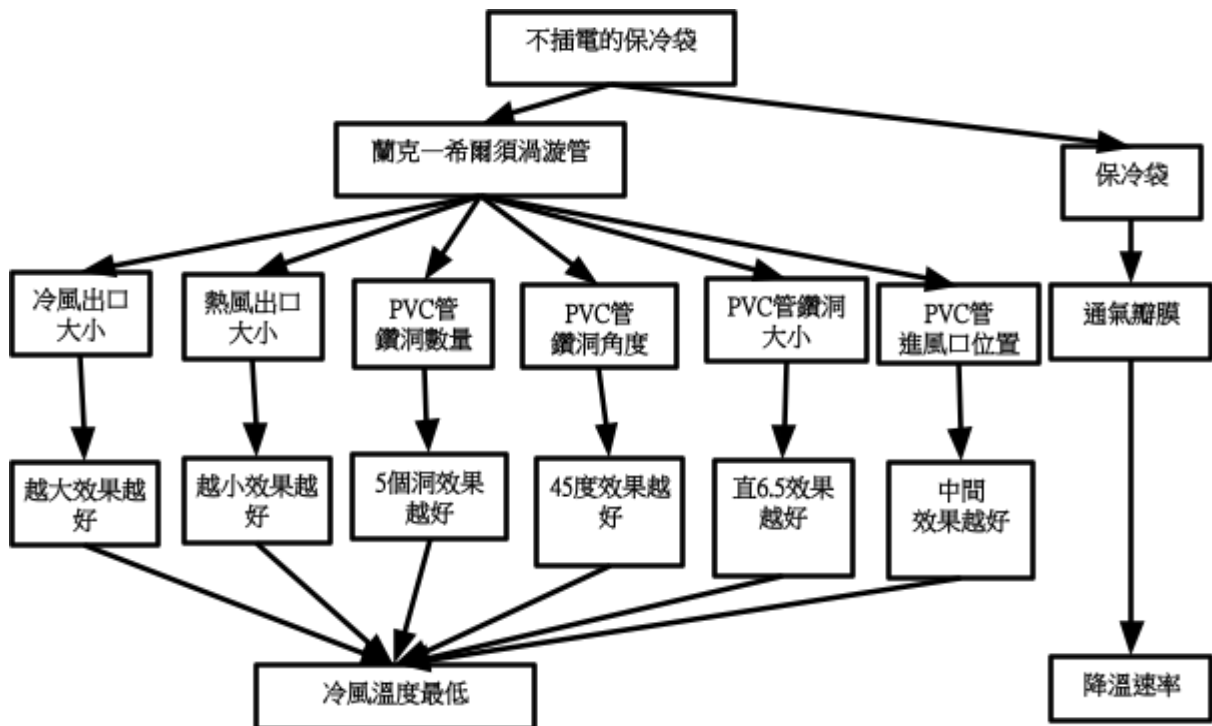 不插電的保冷袋
蘭克—希爾須渦漩管
保冷袋
冷風出口
大小
熱風出口
大小
PVC管
鑽洞數量
PVC管
鑽洞角度
PVC管鑽洞
大小
PVC管
進風口位置
通氣瓣膜
越大效果越
好
越小效果越
好
5個洞效果
越好
45度效果越
好
直6.5效果
越好
中間
效果越好
冷風溫度最低
降溫速率